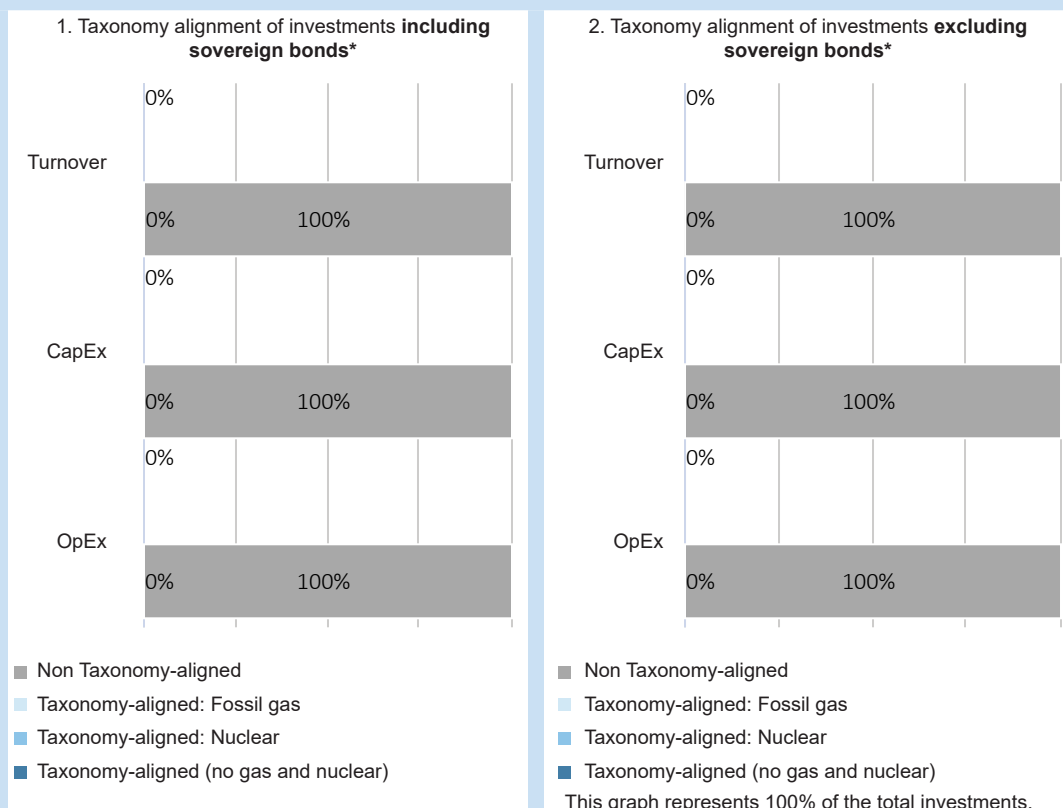 1. Taxonomy alignment of investments including
sovereign bonds*
0%
Turnover
0% 100%
0%
CapEx
0% 100%
0%
OpEx
0% 100%
Non Taxonomy-aligned
Taxonomy-aligned: Fossil gas
Taxonomy-aligned: Nuclear
Taxonomy-aligned (no gas and nuclear)
2. Taxonomy alignment of investments excluding
sovereign bonds*
0%
Turnover
0% 100%
0%
CapEx
0% 100%
0%
OpEx
0% 100%
Non Taxonomy-aligned
Taxonomy-aligned: Fossil gas
Taxonomy-aligned: Nuclear
Taxonomy-aligned (no gas and nuclear)
This graph represents 100% of the total investments.